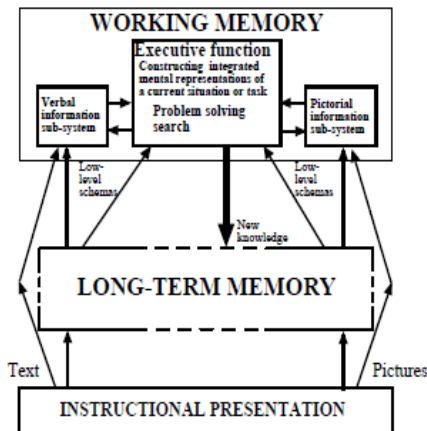 WORKING MEMORY
Executive function
Constructing integrated
mental representations of
a current situation or task
Problem solving
search
Verbal
information
sub-system
Pictorial
information
sub-system
Low-
level
schemas
Low-
level
schemas
New
knowledge
LONG-TERM MEMORY
Text
Pictures
INSTRUCTIONAL PRESENTATION